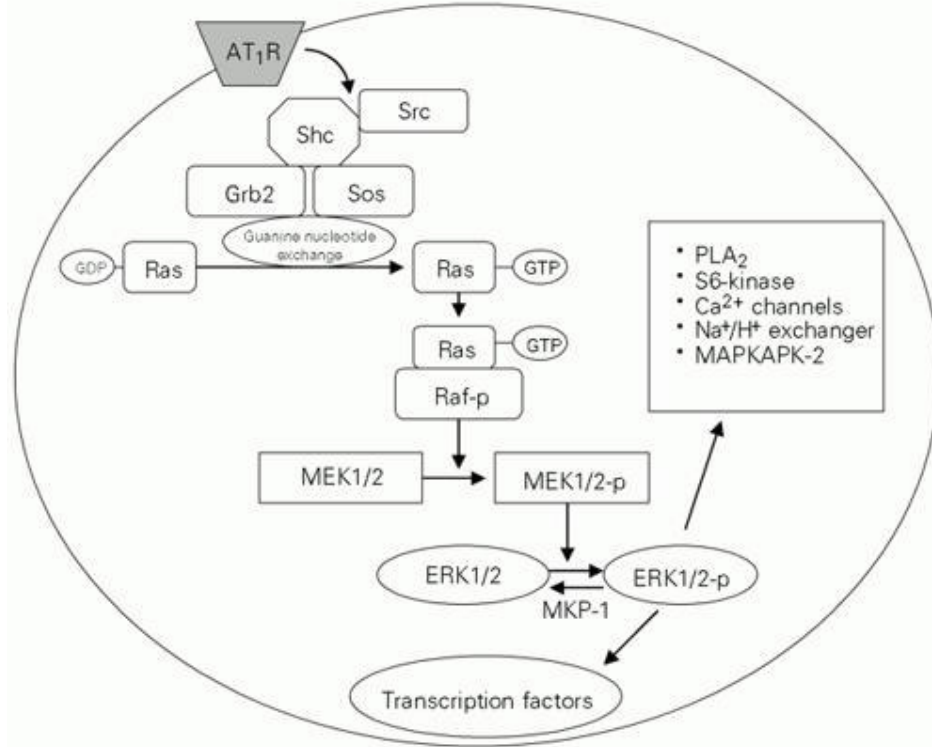 AT₁R
Src
Shc
Grb2
Sos
Guanine nucleotide
exchange
GDP
Ras
Ras
GTP
Ras
GTP
Raf-p
MEK1/2
MEK1/2-p
ERK1/2
ERK1/2-p
MKP-1
Transcription factors
• PLA₂
• S6-kinase
• Ca²⁺ channels
• Na⁺/H⁺ exchanger
• MAPKAPK-2